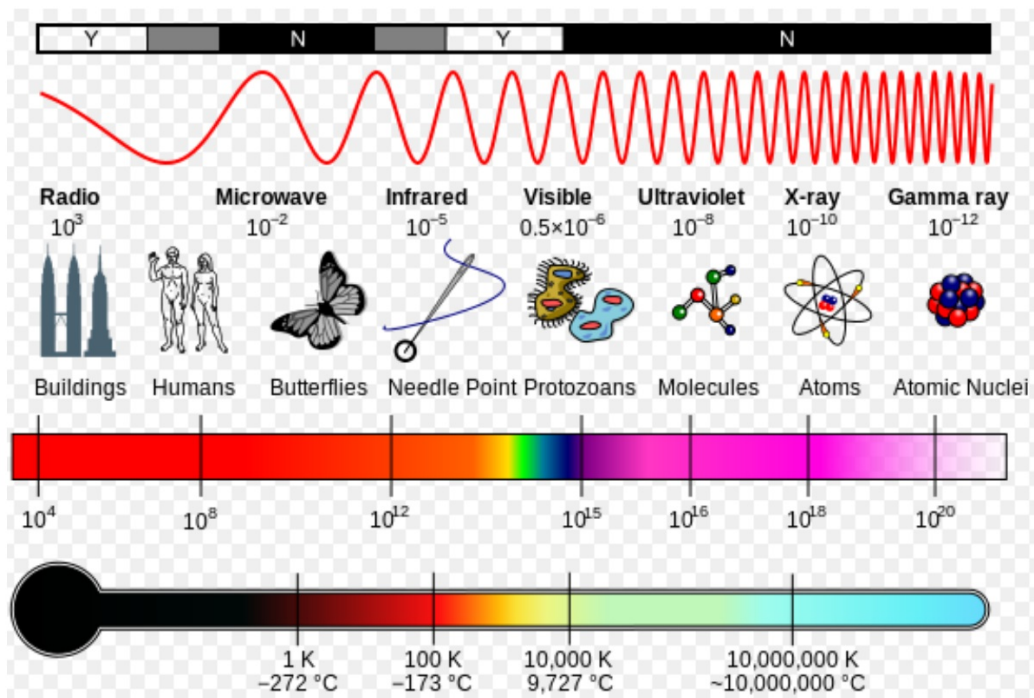 Y N Y N
Radio Microwave Infrared Visible Ultraviolet X-ray Gamma ray
10³ 10⁻² 10⁻⁵ 0.5×10⁻⁶ 10⁻⁸ 10⁻¹⁰ 10⁻¹²
Buildings Humans Butterflies Needle Point Protozoans Molecules Atoms Atomic Nuclei
10⁴ 10⁸ 10¹² 10¹⁵ 10¹⁶ 10¹⁸ 10²⁰
1 K 100 K 10,000 K 10,000,000 K
−272 °C −173 °C 9,727 °C ~10,000,000 °C